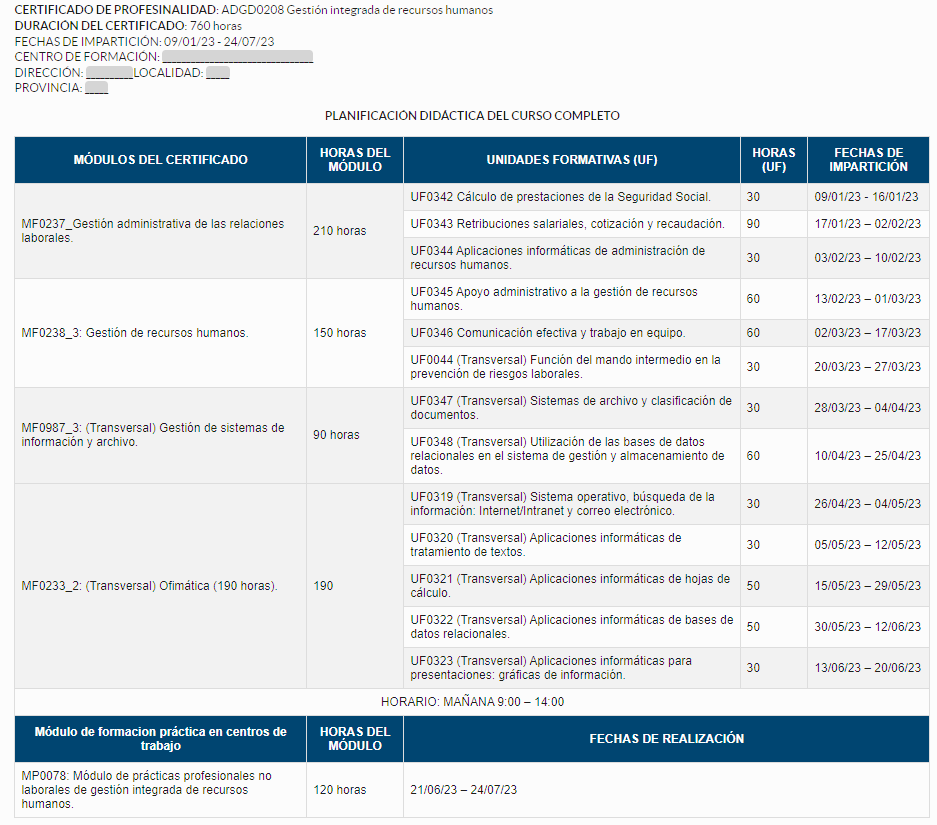 CERTIFICADO DE PROFESINALIDAD: ADGD0208 Gestión integrada de recursos humanos
DURACIÓN DEL CERTIFICADO: 760 horas
FECHAS DE IMPARTICIÓN: 09/01/23 - 24/07/23
CENTRO DE FORMACIÓN:
DIRECCIÓN: LOCALIDAD:
PROVINCIA:
PLANIFICACIÓN DIDÁCTICA DEL CURSO COMPLETO
MÓDULOS DEL CERTIFICADO
HORAS DEL
MÓDULO
UNIDADES FORMATIVAS (UF)
HORAS
(UF)
FECHAS DE
IMPARTICIÓN
MF0237_Gestión administrativa de las relaciones
laborales.
210 horas
UF0342 Cálculo de prestaciones de la Seguridad Social.
30
09/01/23 - 16/01/23
UF0343 Retribuciones salariales, cotización y recaudación.
90
17/01/23 – 02/02/23
UF0344 Aplicaciones informáticas de administración de
recursos humanos.
30
03/02/23 – 10/02/23
MF0238_3: Gestión de recursos humanos.
150 horas
UF0345 Apoyo administrativo a la gestión de recursos
humanos.
60
13/02/23 – 01/03/23
UF0346 Comunicación efectiva y trabajo en equipo.
60
02/03/23 – 17/03/23
UF0044 (Transversal) Función del mando intermedio en la
prevención de riesgos laborales.
30
20/03/23 – 27/03/23
MF0987_3: (Transversal) Gestión de sistemas de
información y archivo.
90 horas
UF0347 (Transversal) Sistemas de archivo y clasificación de
documentos.
30
28/03/23 – 04/04/23
UF0348 (Transversal) Utilización de las bases de datos
relacionales en el sistema de gestión y almacenamiento de
datos.
60
10/04/23 – 25/04/23
MF0233_2: (Transversal) Ofimática (190 horas).
190
UF0319 (Transversal) Sistema operativo, búsqueda de la
información: Internet/Intranet y correo electrónico.
30
26/04/23 – 04/05/23
UF0320 (Transversal) Aplicaciones informáticas de
tratamiento de textos.
30
05/05/23 – 12/05/23
UF0321 (Transversal) Aplicaciones informáticas de hojas de
cálculo.
50
15/05/23 – 29/05/23
UF0322 (Transversal) Aplicaciones informáticas de bases de
datos relacionales.
50
30/05/23 – 12/06/23
UF0323 (Transversal) Aplicaciones informáticas para
presentaciones: gráficas de información.
30
13/06/23 – 20/06/23
HORARIO: MAÑANA 9:00 – 14:00
Módulo de formacion práctica en centros de
trabajo
HORAS DEL
MÓDULO
FECHAS DE REALIZACIÓN
MP0078: Módulo de prácticas profesionales no
laborales de gestión integrada de recursos
humanos.
120 horas
21/06/23 – 24/07/23